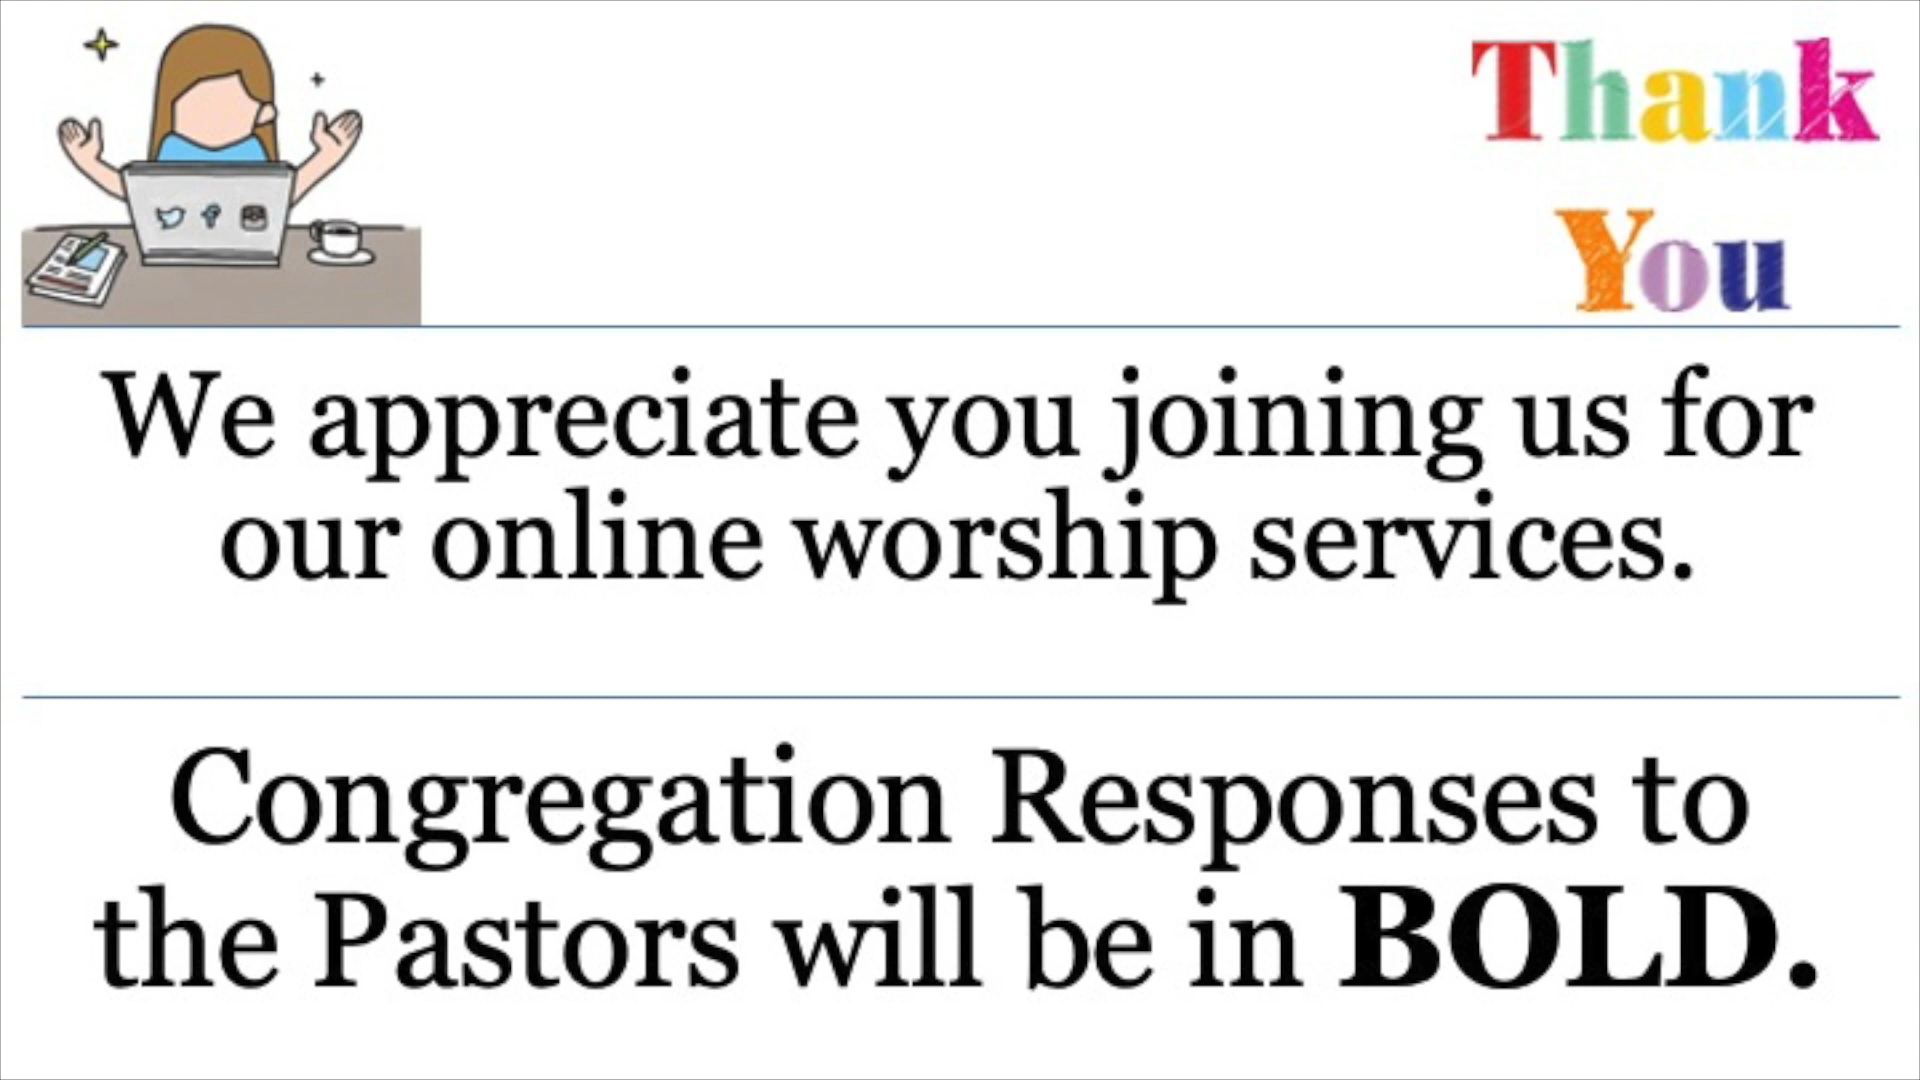 Thank
You
We appreciate you joining us for
our online worship services.
Congregation Responses to
the Pastors will be in BOLD.